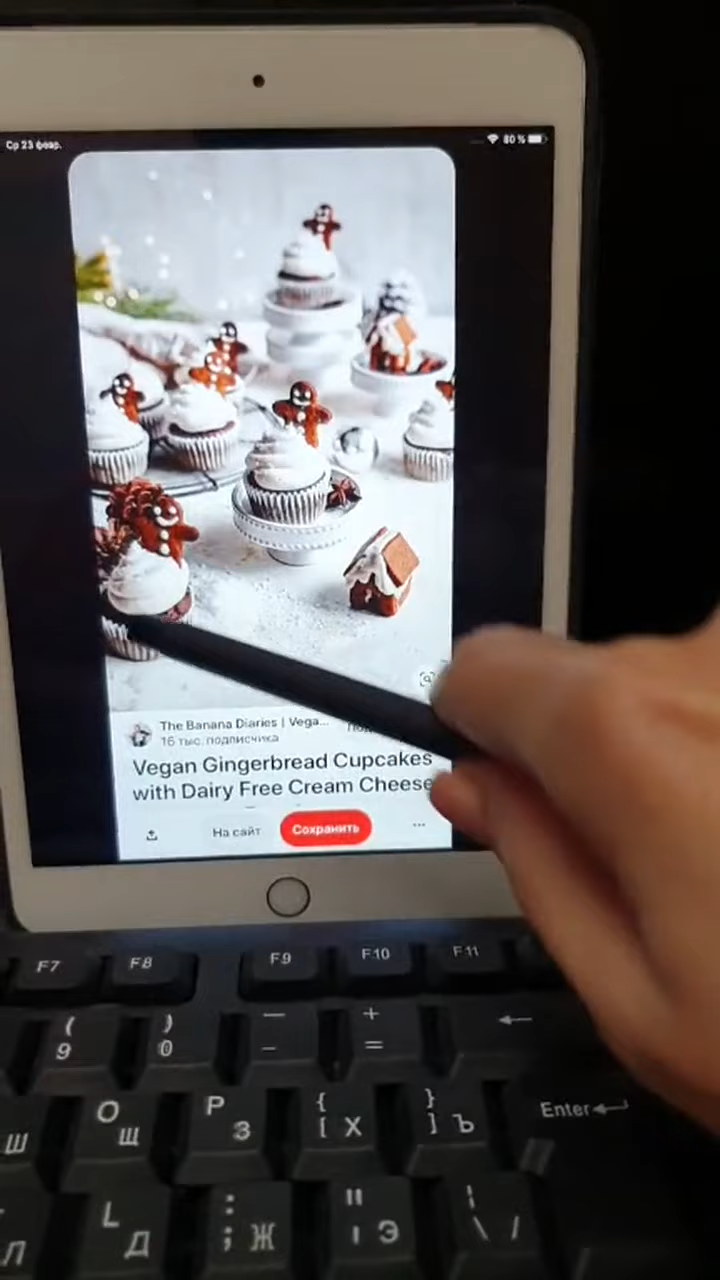 Ср 23 февр.
80 %
The Banana Diaries | Vega...
16 тыс. подписчика
Vegan Gingerbread Cupcakes
with Dairy Free Cream Cheese
На сайт
Сохранить
...
F7 F8 F9 F10 F11
( ) — +
9 0 - = ←
O P { } Enter
Ш Щ З [ Х ] Ъ
L : " |
Л Д ; Ж ' Э \ /